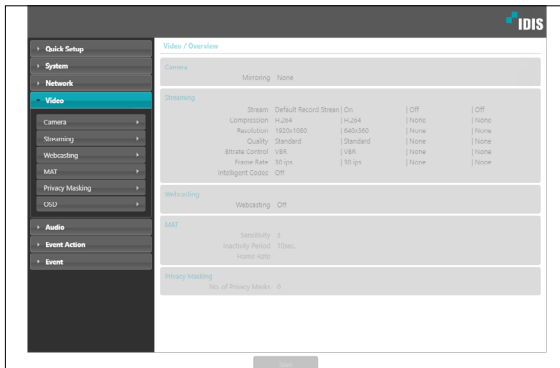 IDIS
Quick Setup
System
Network
Video
Camera
Streaming
Webcasting
MAT
Privacy Masking
OSD
Audio
Event Action
Event
Video / Overview
Camera
Mirroring None
Streaming
Stream Default Record Stream | On | Off | Off
Compression H.264 | H.264 | None | None
Resolution 1920x1080 | 640x360 | None | None
Quality Standard | Standard | None | None
Bitrate Control VBR | VBR | None | None
Frame Rate 30 ips | 30 ips | None | None
Intelligent Codec Off
Webcasting
Webcasting Off
MAT
Sensitivity
Inactivity Period 10sec.
Frame Rate
Privacy Masking
No. of Privacy Masks 0